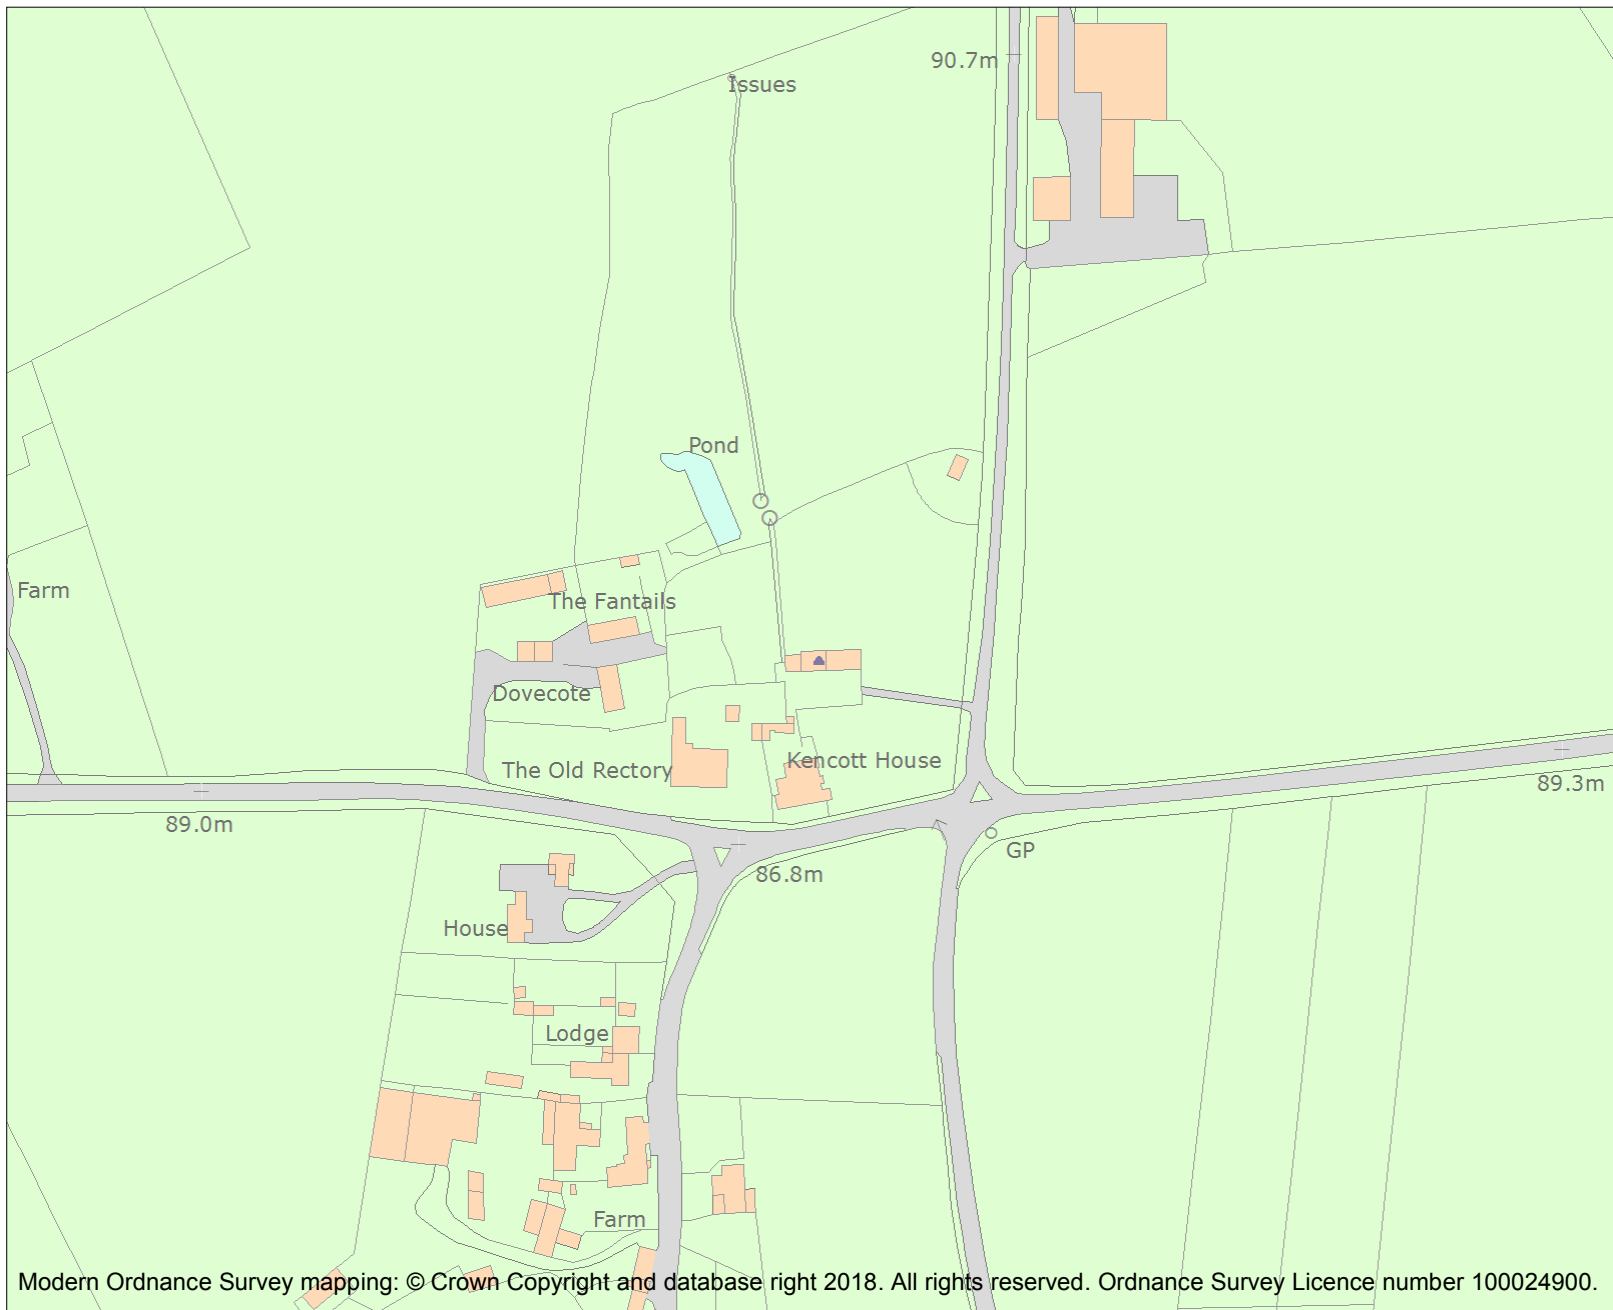 90.7m
Issues
Pond
Farm
The Fantails
Dovecote
Kencott House
The Old Rectory
89.3m
89.0m
GP
86.8m
House
Lodge
Farm
Modern Ordnance Survey mapping: © Crown Copyright and database right 2018. All rights reserved. Ordnance Survey Licence number 100024900.